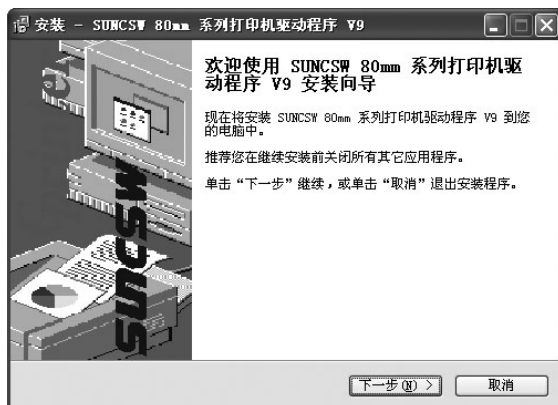 安装 - SUNCSW 80mm 系列打印机驱动程序 V9
欢迎使用 SUNCSW 80mm 系列打印机驱
动程序 V9 安装向导
现在将安装 SUNCSW 80mm 系列打印机驱动程序 V9 到您
的电脑中。
推荐您在继续安装前关闭所有其它应用程序。
单击“下一步”继续，或单击“取消”退出安装程序。
SUNCSW
下一步(N) >
取消